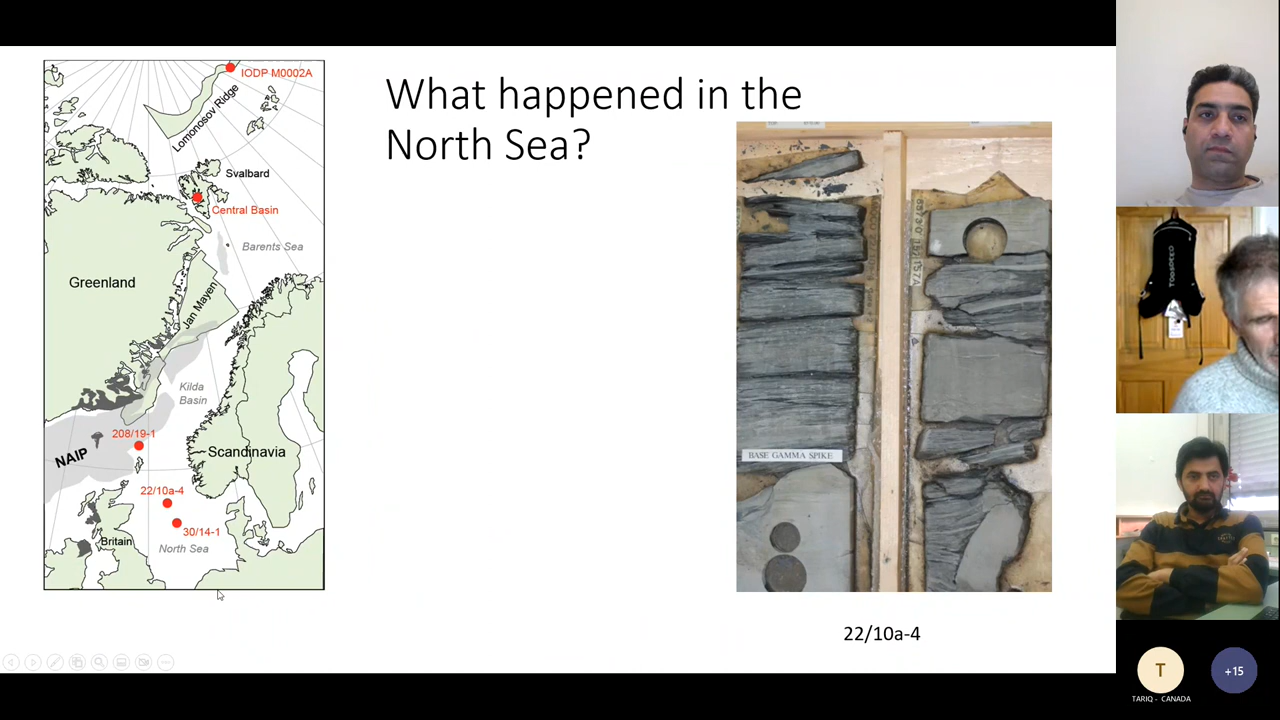 What happened in the
North Sea?
IODP M0002A
Lomonosov Ridge
Svalbard
Central Basin
Barents Sea
Greenland
Jan Mayen
Kilda
Basin
208/19-1
NAIP
Scandinavia
22/10a-4
30/14-1
Britain
North Sea
BASE GAMMA SPIKE
22/10a-4
T
+15
TARIQ - CANADA